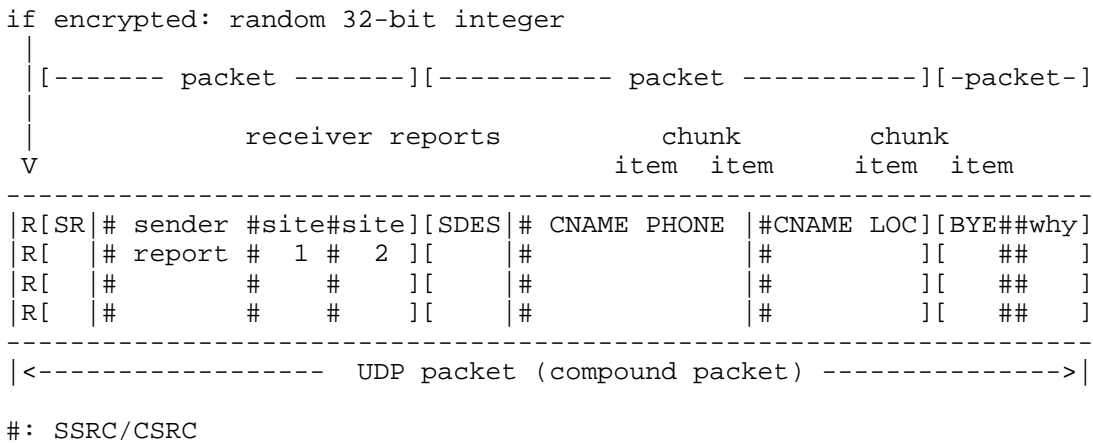 if encrypted: random 32-bit integer
 |
 |[------- packet -------][----------- packet -----------][-packet-]
 |
 |             receiver reports          chunk        chunk
 V                                    item  item     item  item
--------------------------------------------------------------------
|R[SR|# sender #site#site][SDES|# CNAME PHONE |#CNAME LOC][BYE##why]
|R[  |# report #  1 #  2 ][    |#             |#         ][   ##   ]
|R[  |#        #    #    ][    |#             |#         ][   ##   ]
|R[  |#        #    #    ][    |#             |#         ][   ##   ]
--------------------------------------------------------------------
|<------------------  UDP packet (compound packet) --------------->|
#: SSRC/CSRC